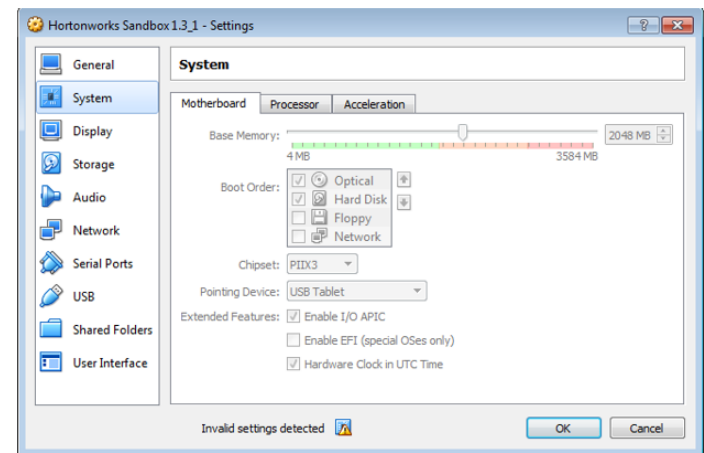 Hortonworks Sandbox 1.3_1 - Settings
General
System
Display
Storage
Audio
Network
Serial Ports
USB
Shared Folders
User Interface
System
Motherboard Processor Acceleration
Base Memory: 2048 MB
4 MB 3584 MB
Boot Order: Optical
Hard Disk
Floppy
Network
Chipset: PIIX3
Pointing Device: USB Tablet
Extended Features: Enable I/O APIC
Enable EFI (special OSes only)
Hardware Clock in UTC Time
Invalid settings detected OK Cancel